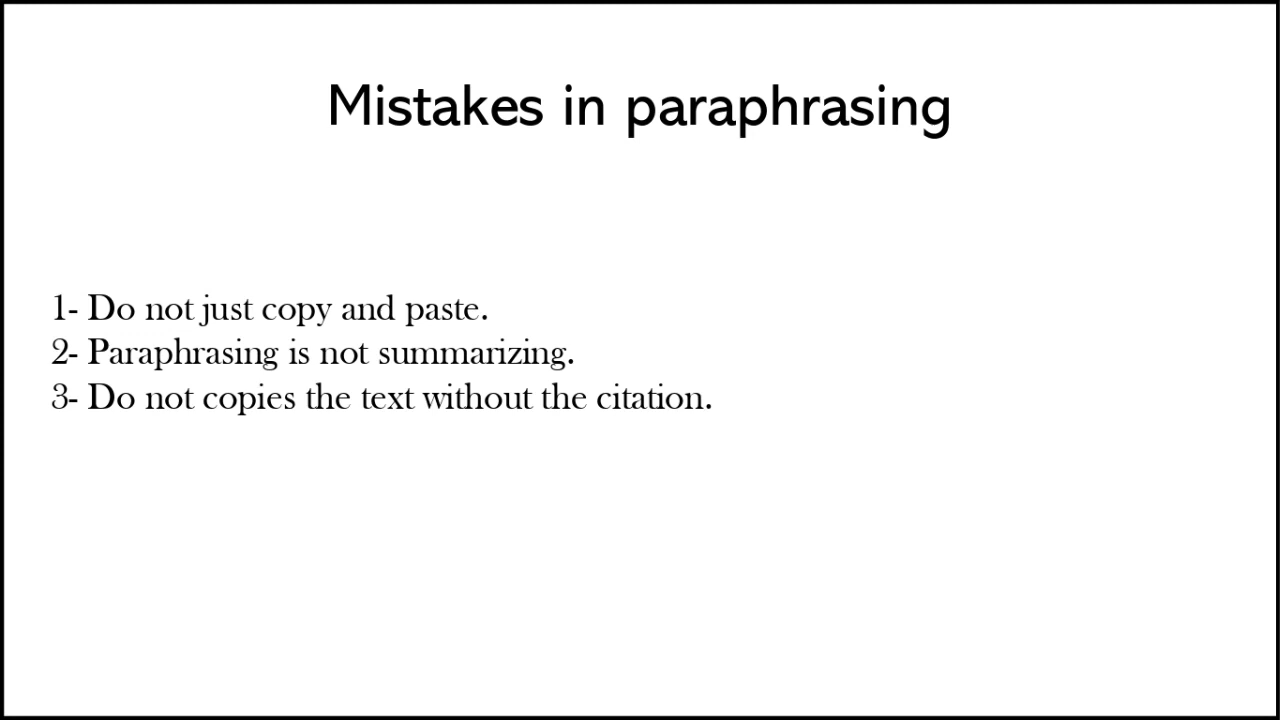 Mistakes in paraphrasing
1- Do not just copy and paste.
2- Paraphrasing is not summarizing.
3- Do not copies the text without the citation.